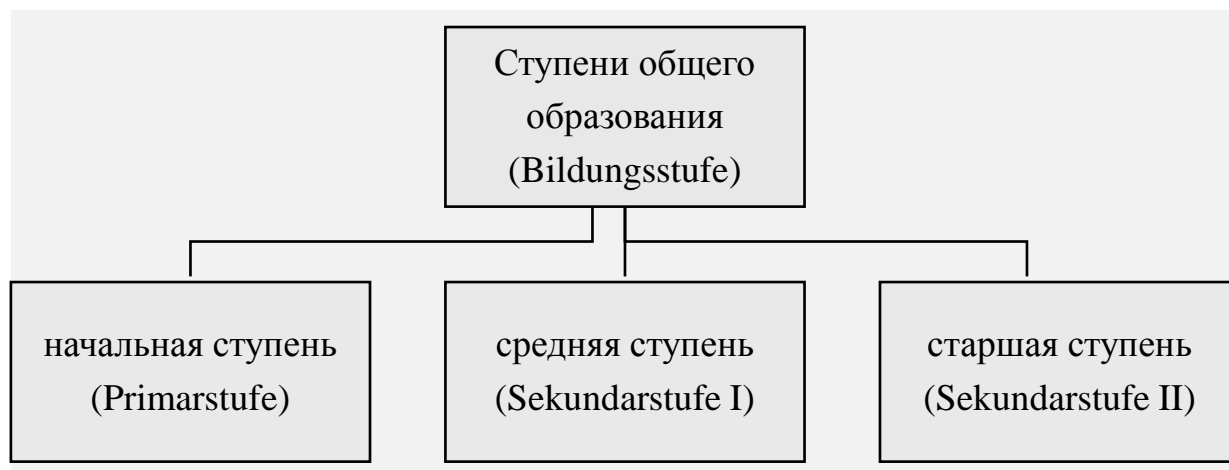 Ступени общего
образования
(Bildungsstufe)
начальная ступень
(Primarstufe)
средняя ступень
(Sekundarstufe I)
старшая ступень
(Sekundarstufe II)